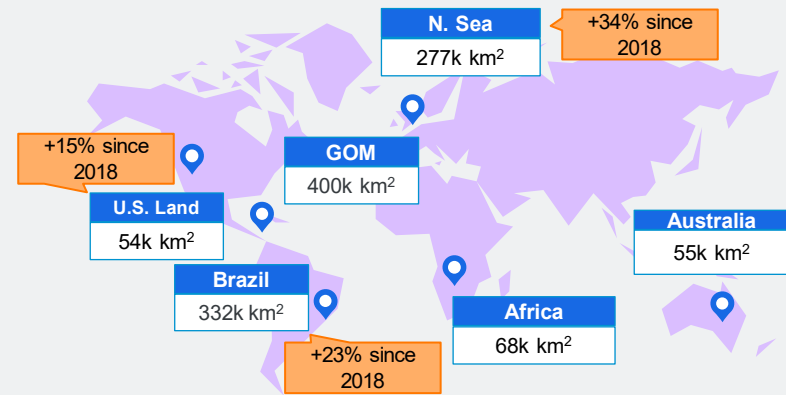 N. Sea
277k km²
+34% since
2018
+15% since
2018
GOM
400k km²
U.S. Land
54k km²
Australia
55k km²
Brazil
332k km²
Africa
68k km²
+23% since
2018